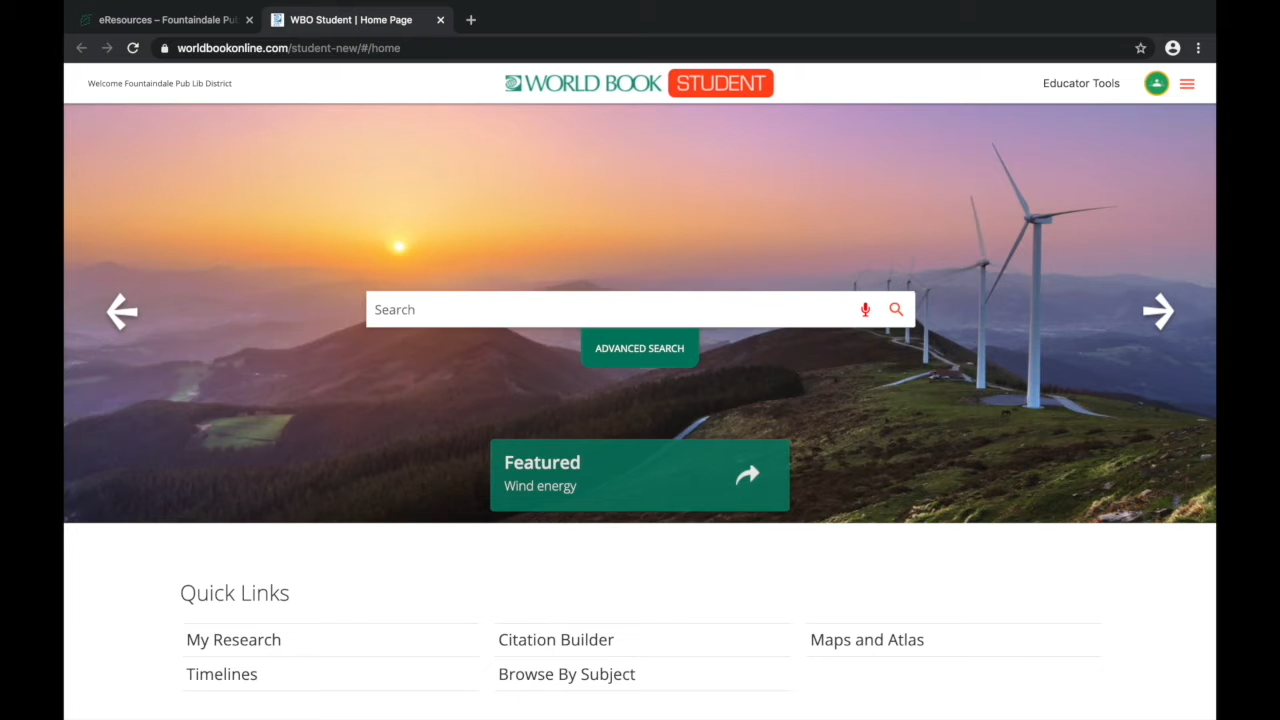 eResources – Fountaindale Pu
WBO Student | Home Page
worldbookonline.com/student-new/#/home
Welcome Fountaindale Pub Lib District
WORLD BOOK STUDENT
Educator Tools
Search
ADVANCED SEARCH
Featured
Wind energy
Quick Links
My Research
Citation Builder
Maps and Atlas
Timelines
Browse By Subject